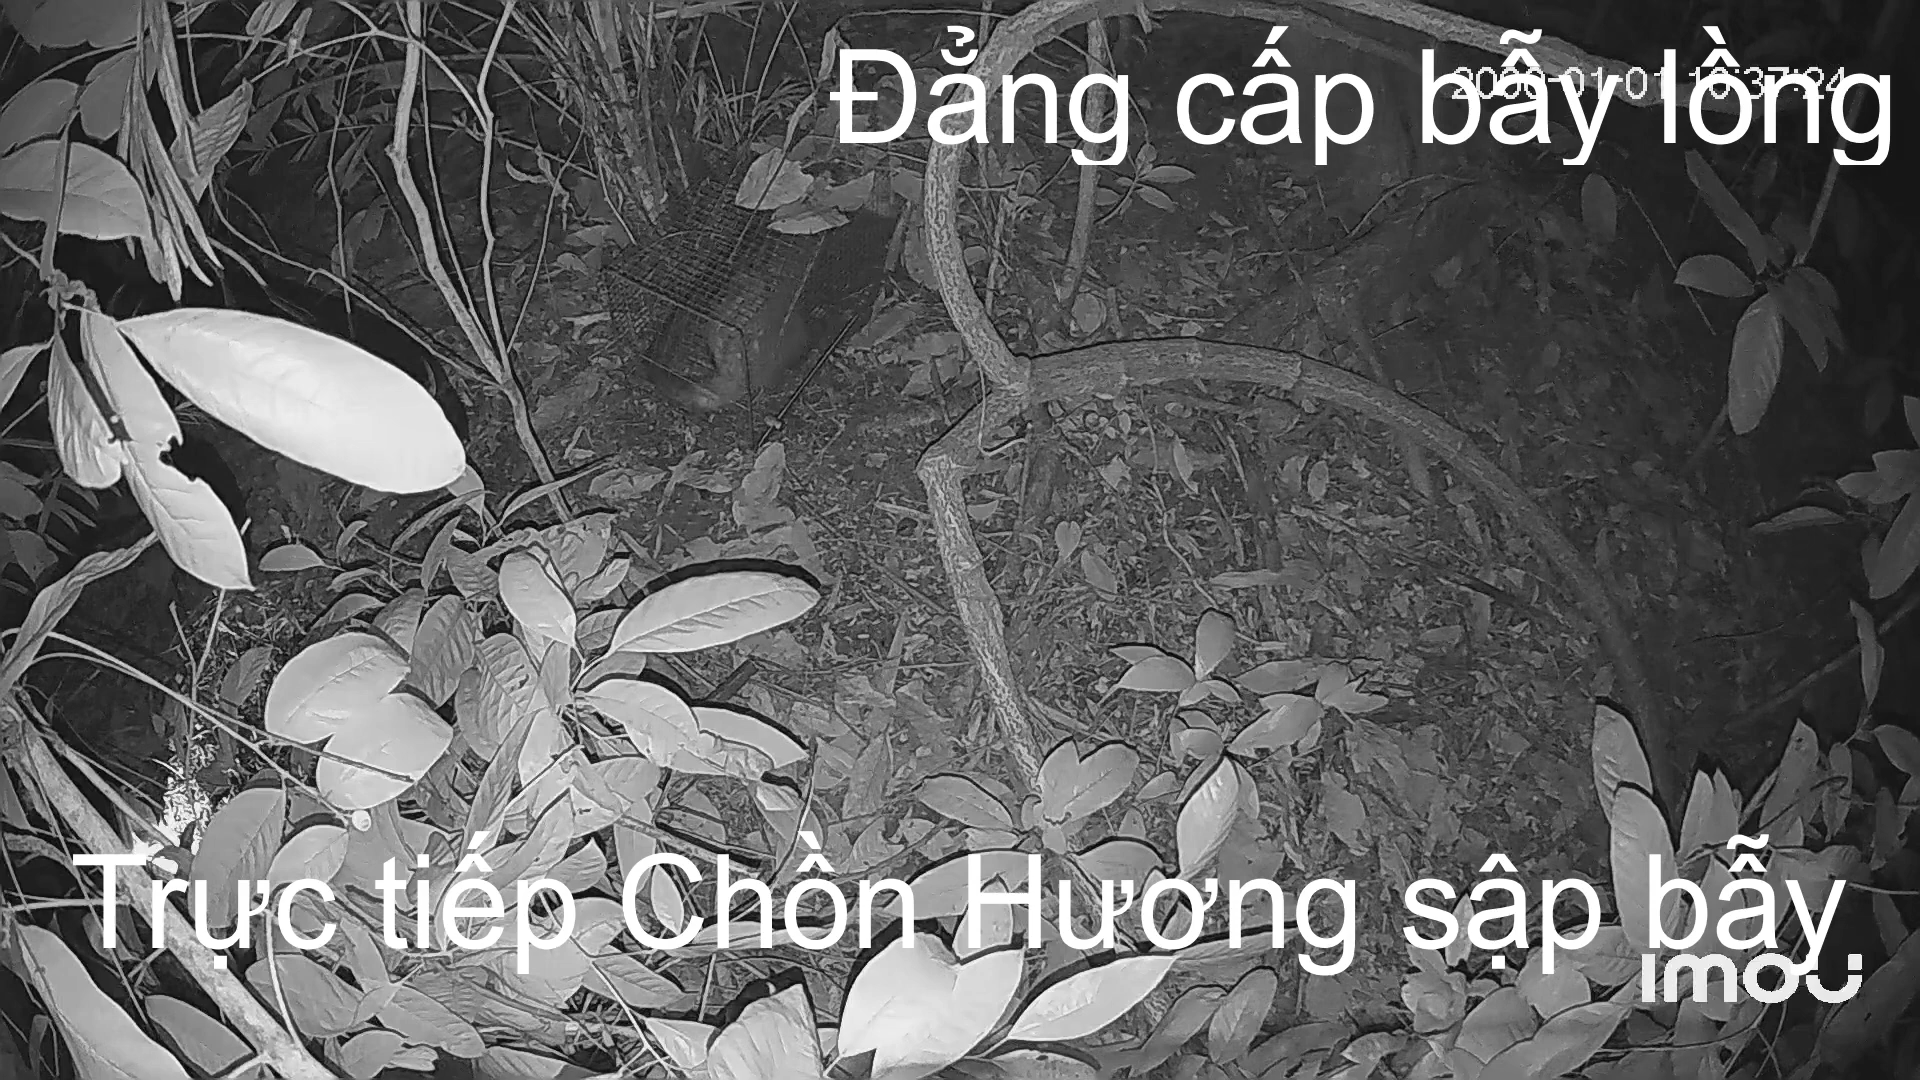 Đẳng cấp bẫy lồng
Trực tiếp Chồn Hương sập bẫy
imou